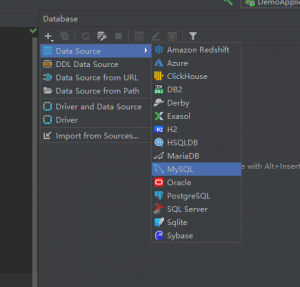 DemoApplic
Database
Data Source
DDL Data Source
Data Source from URL
Data Source from Path
Driver and Data Source
Driver
Import from Sources...
Amazon Redshift
Azure
ClickHouse
DB2
Derby
Exasol
H2
HSQLDB
MariaDB
MySQL
Oracle
PostgreSQL
SQL Server
Sqlite
Sybase
e with Alt+Insert